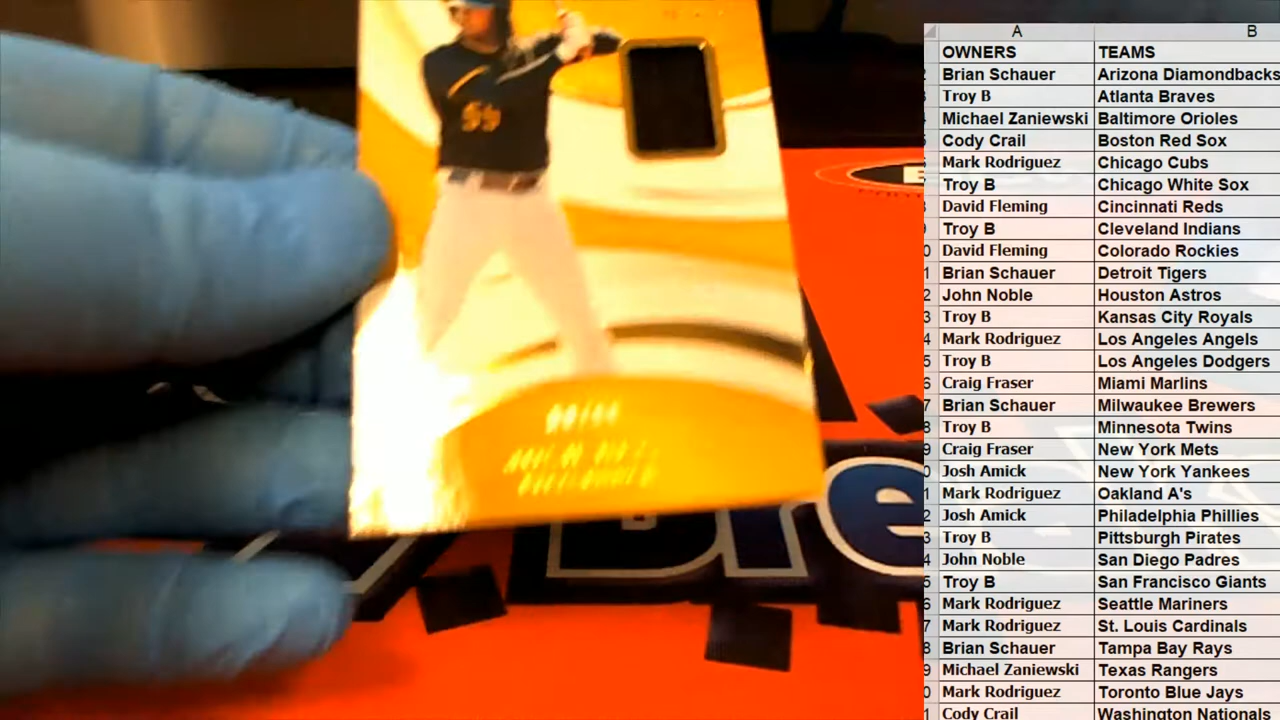 A B
OWNERS TEAMS
Brian Schauer Arizona Diamondbacks
Troy B Atlanta Braves
Michael Zaniewski Baltimore Orioles
Cody Crail Boston Red Sox
Mark Rodriguez Chicago Cubs
Troy B Chicago White Sox
David Fleming Cincinnati Reds
Troy B Cleveland Indians
David Fleming Colorado Rockies
Brian Schauer Detroit Tigers
John Noble Houston Astros
Troy B Kansas City Royals
Mark Rodriguez Los Angeles Angels
Troy B Los Angeles Dodgers
Craig Fraser Miami Marlins
Brian Schauer Milwaukee Brewers
Troy B Minnesota Twins
Craig Fraser New York Mets
Josh Amick New York Yankees
Mark Rodriguez Oakland A's
Josh Amick Philadelphia Phillies
Troy B Pittsburgh Pirates
John Noble San Diego Padres
Troy B San Francisco Giants
Mark Rodriguez Seattle Mariners
Mark Rodriguez St. Louis Cardinals
Brian Schauer Tampa Bay Rays
Michael Zaniewski Texas Rangers
Mark Rodriguez Toronto Blue Jays
Cody Crail Washington Nationals
Bre